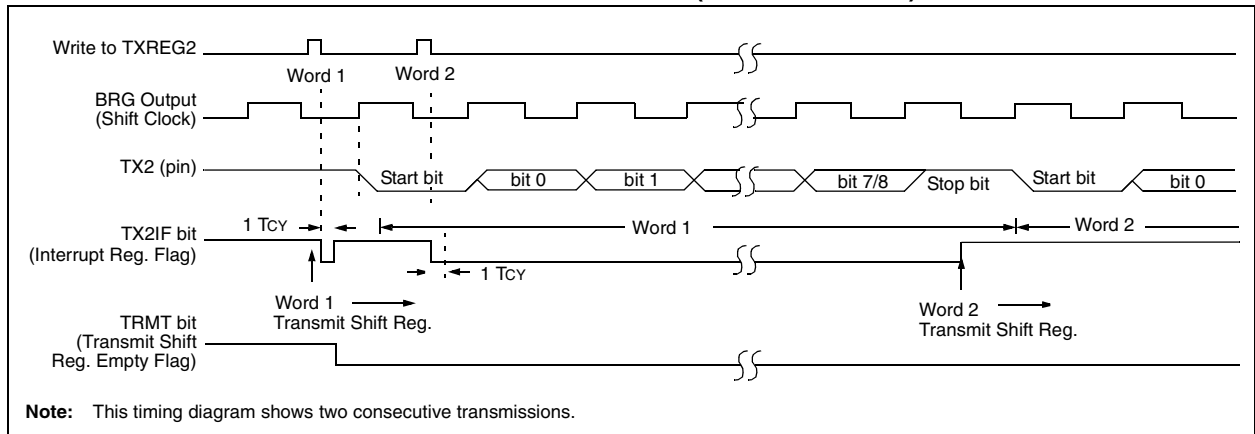 Write to TXREG2
Word 1
Word 2
BRG Output
(Shift Clock)
TX2 (pin)
Start bit
bit 0
bit 1
bit 7/8
Stop bit
Start bit
bit 0
1 TCY
Word 1
Word 2
TX2IF bit
(Interrupt Reg. Flag)
1 TCY
Word 1
Transmit Shift Reg.
Word 2
Transmit Shift Reg.
TRMT bit
(Transmit Shift
Reg. Empty Flag)
Note: This timing diagram shows two consecutive transmissions.